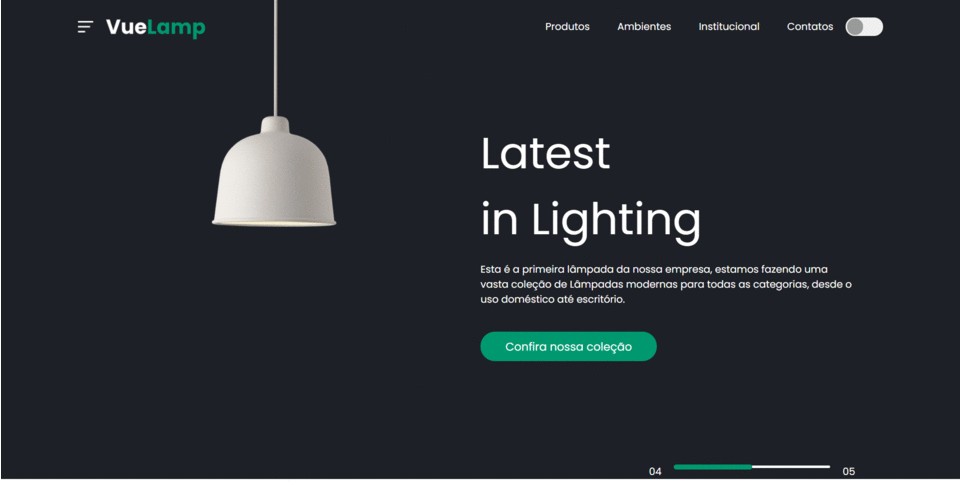 VueLamp
Produtos Ambientes Institucional Contatos
Latest
in Lighting
Esta é a primeira lâmpada da nossa empresa, estamos fazendo uma
vasta coleção de Lâmpadas modernas para todas as categorias, desde o
uso doméstico até escritório.
Confira nossa coleção
04 05